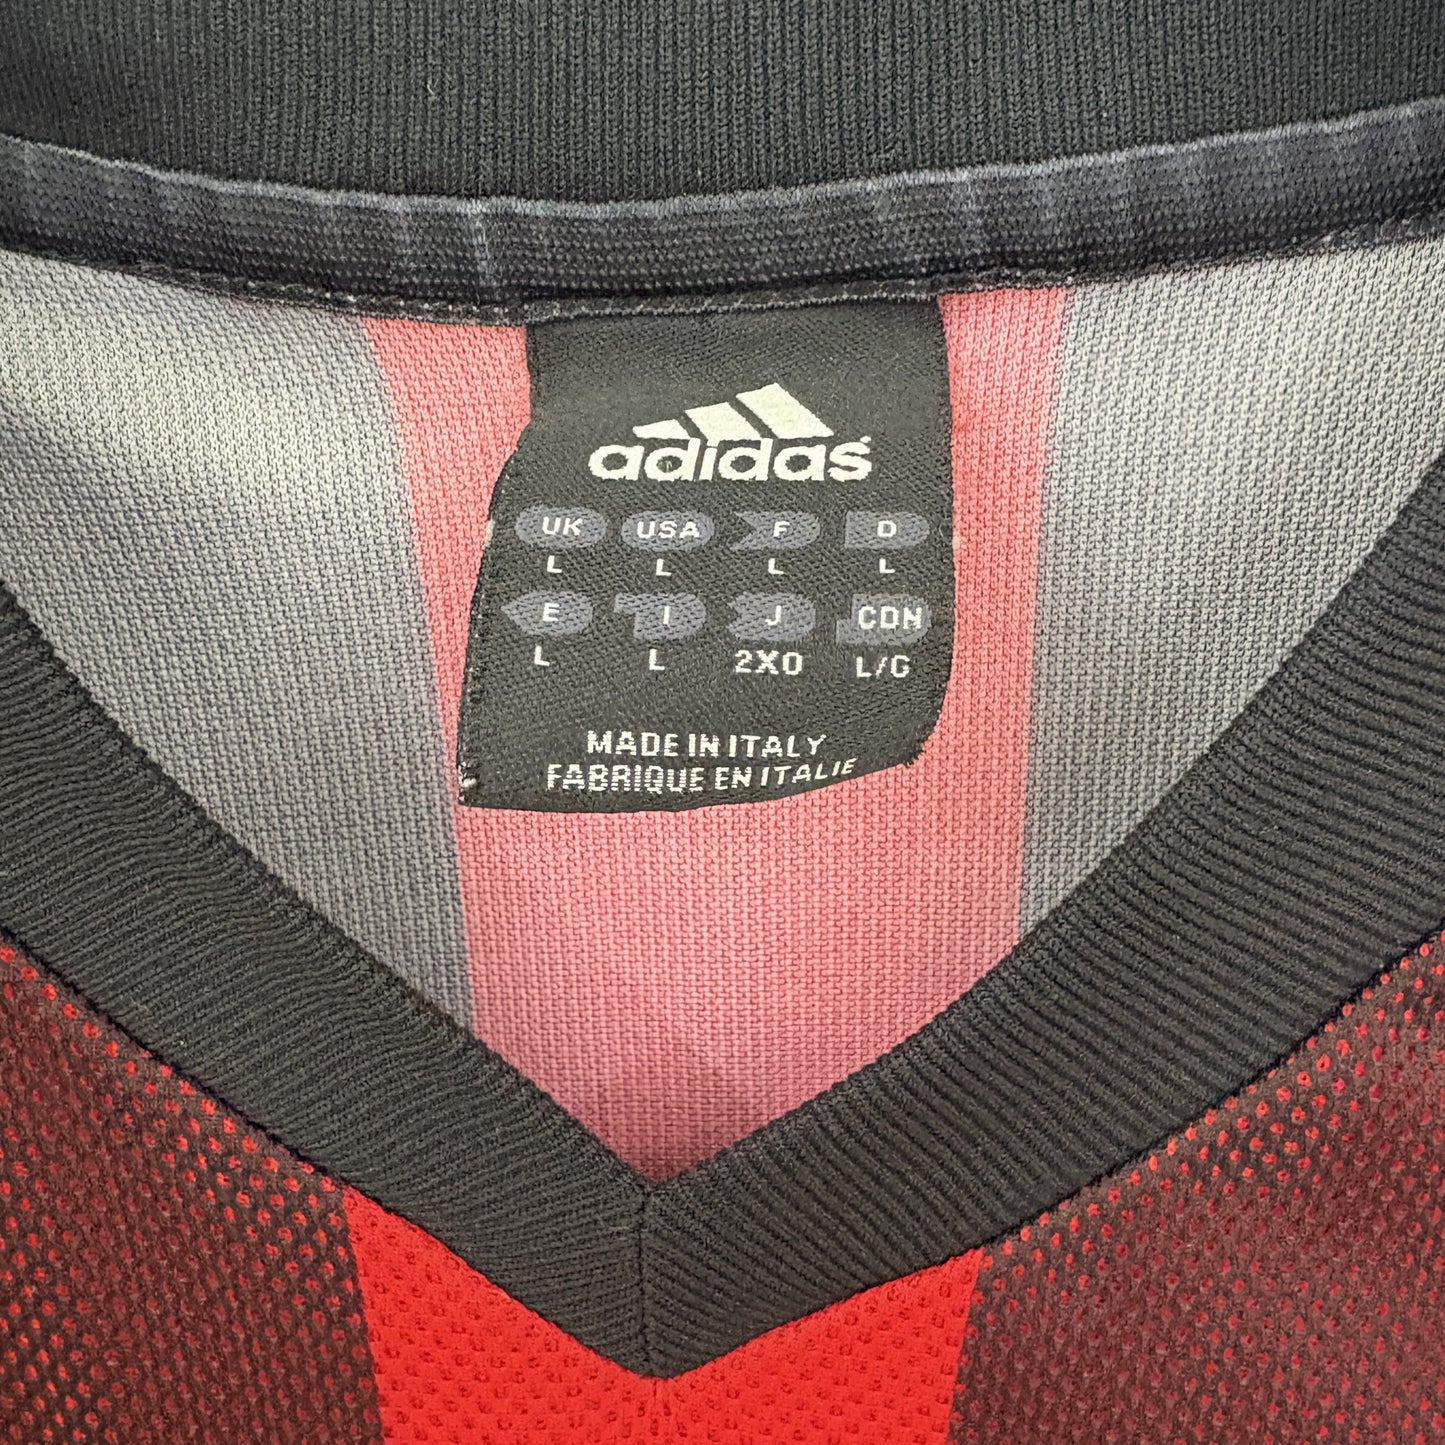 adidas
UK USA F D
L L L L
E I J CDN
L L 2XO L/G
MADE IN ITALY
FABRIQUE EN ITALIE